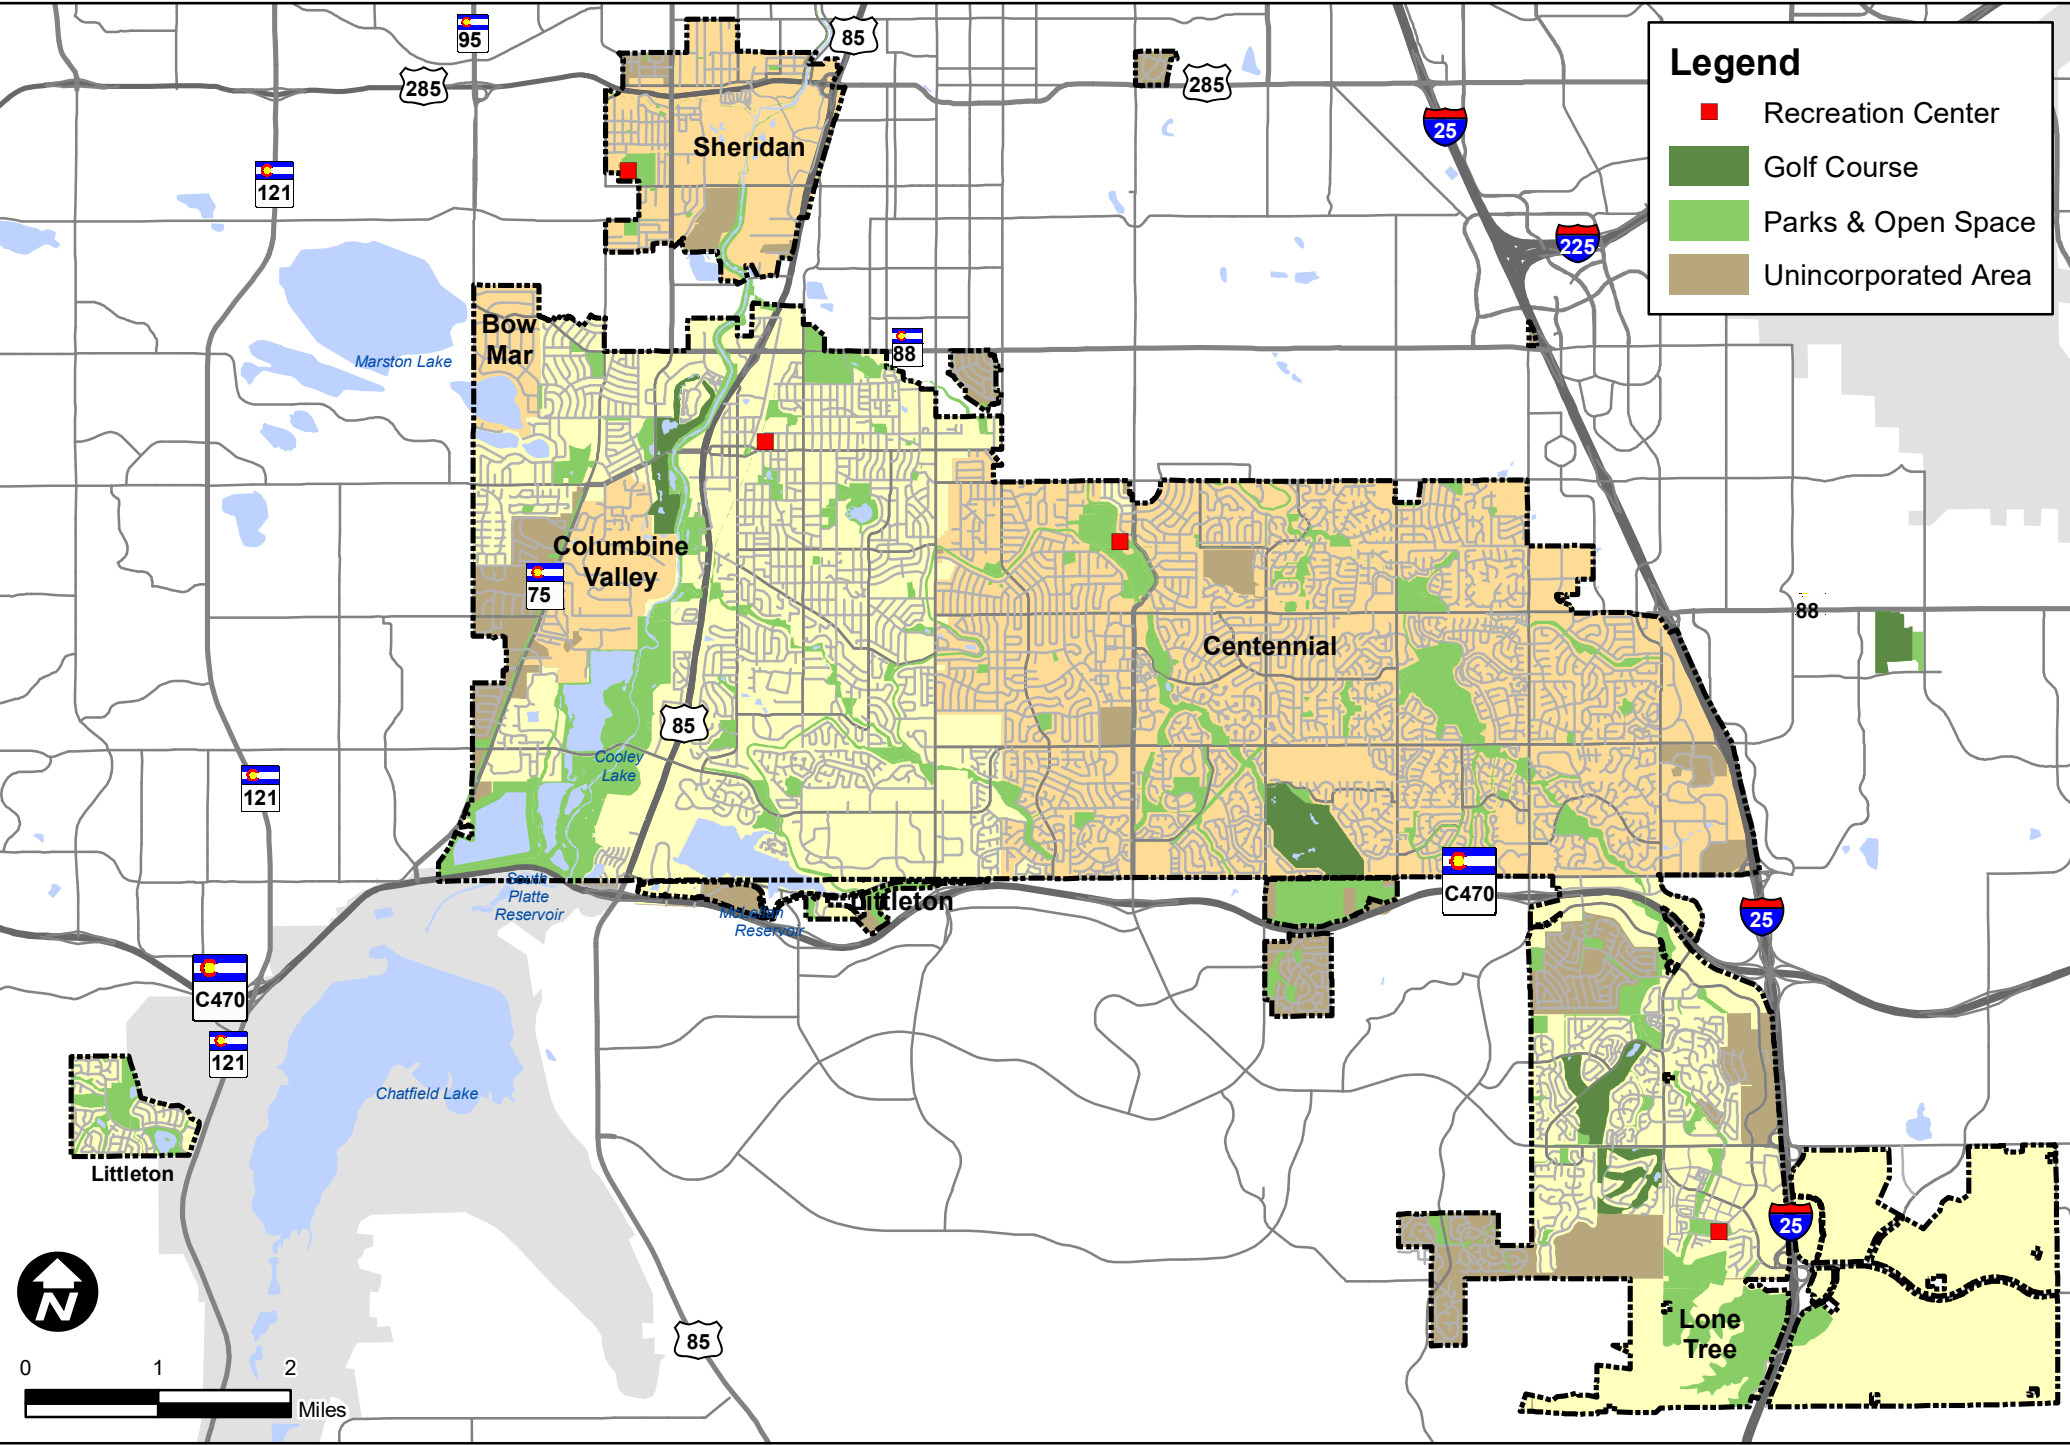 95
85
285
285
Legend
Recreation Center
Golf Course
Parks & Open Space
Unincorporated Area
25
225
Sheridan
121
Bow
Mar
88
Marston Lake
Columbine
Valley
75
88
Centennial
85
Cooley
Lake
121
South
Platte
Reservoir
McLellan
Reservoir
Littleton
C470
25
C470
121
Chatfield Lake
Littleton
25
N
Lone
Tree
85
0 1 2
Miles